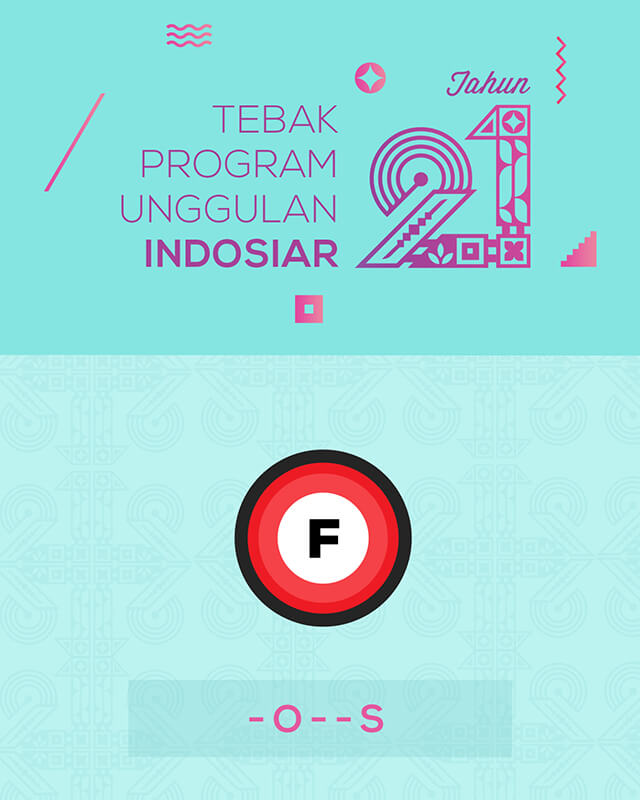 Tahun
21
TEBAK
PROGRAM
UNGGULAN
INDOSIAR
F
-O--S